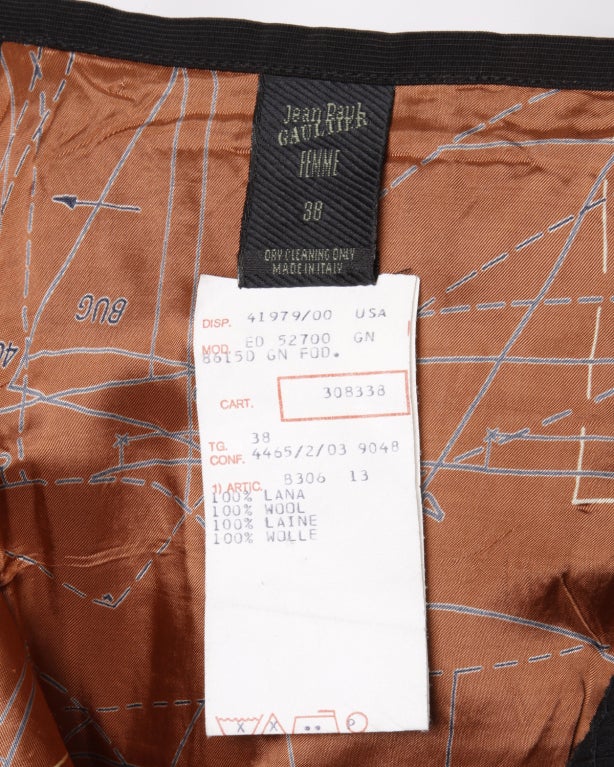 Jean Paul
GAULTIER
FEMME
38
DRY CLEANING ONLY
MADE IN ITALY
DISP. 41979/00 USA
MOD. ED 52700 GN
86150 GN FOD.
CART. 308338
TG. 38
CONF. 4465/2/03 9048
1) ARTIC. B306 13
100% LANA
100% WOOL
100% LAINE
100% WOLLE
X X P
BUG
40